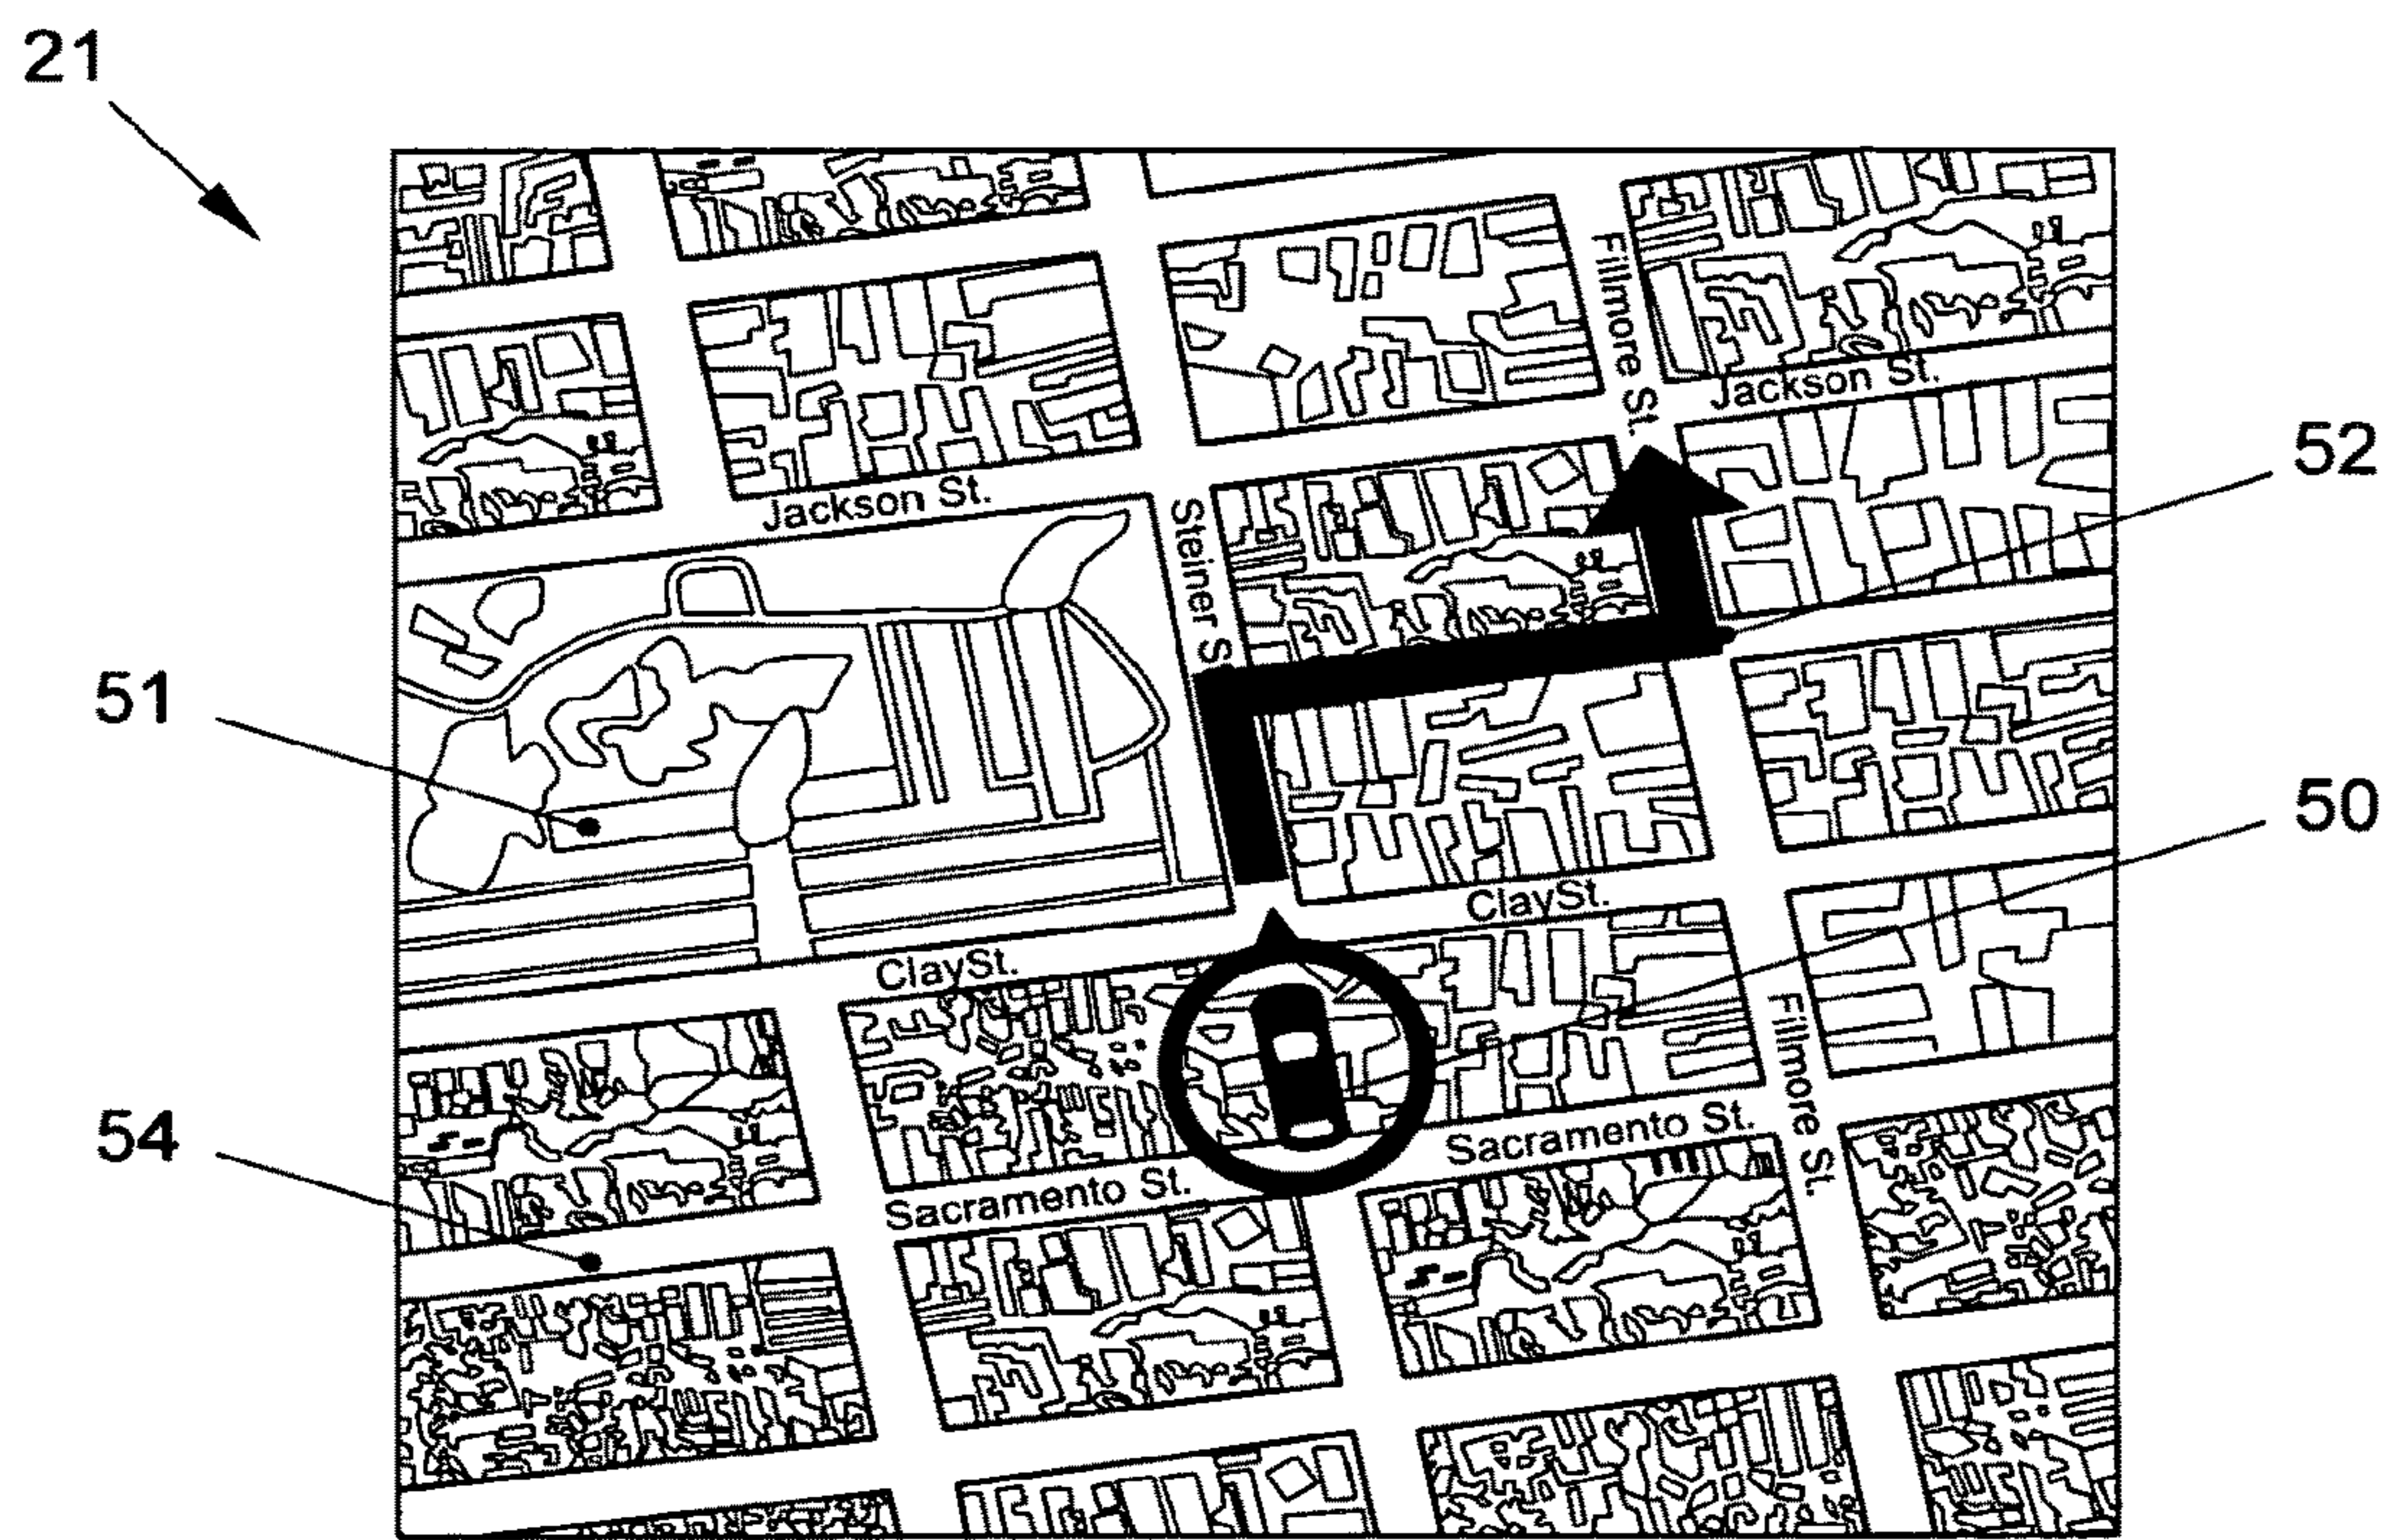 21
Fillmore St.
Jackson St.
52
Jackson St.
Steiner S
51
50
ClaySt.
ClaySt.
Fillmore St.
54
Sacramento St.
Sacramento St.